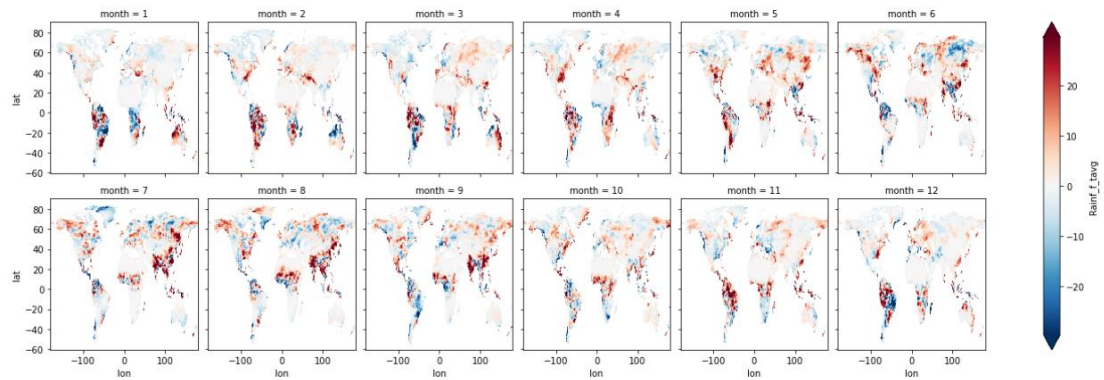 month = 1
month = 2
month = 3
month = 4
month = 5
month = 6
80
60
40
20
0
−20
−40
−60
lat
month = 7
month = 8
month = 9
month = 10
month = 11
month = 12
80
60
40
20
0
−20
−40
−60
lat
−100 0 100
−100 0 100
−100 0 100
−100 0 100
−100 0 100
−100 0 100
lon
lon
lon
lon
lon
lon
20
10
0
−10
−20
Rainf_f_tavg